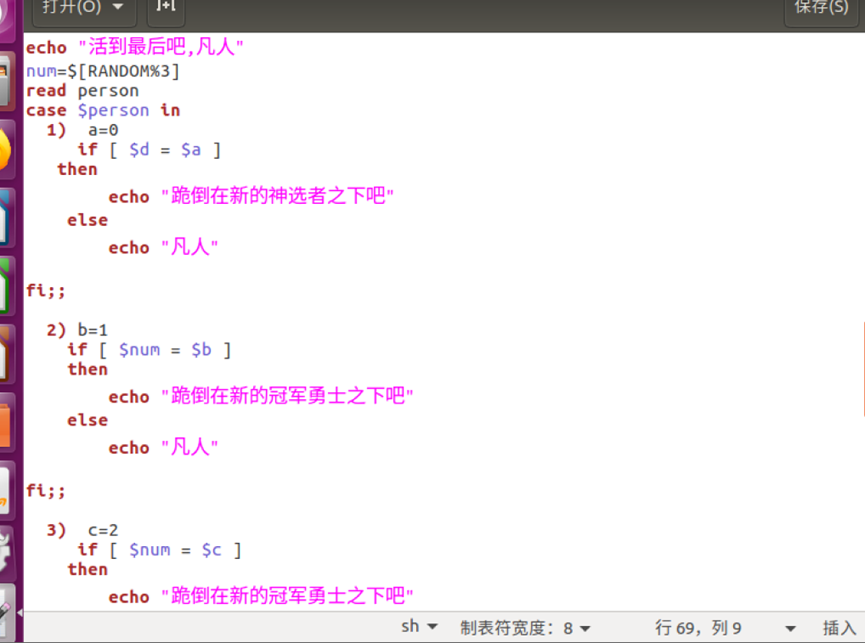 打开(O)
保存(S)
echo "活到最后吧,凡人"
num=$[RANDOM%3]
read person
case $person in
1) a=0
if [ $d = $a ]
then
echo "跪倒在新的神选者之下吧"
else
echo "凡人"
fi;;
2) b=1
if [ $num = $b ]
then
echo "跪倒在新的冠军勇士之下吧"
else
echo "凡人"
fi;;
3) c=2
if [ $num = $c ]
then
echo "跪倒在新的冠军勇士之下吧"
sh 制表符宽度: 8 行 69, 列 9 插入